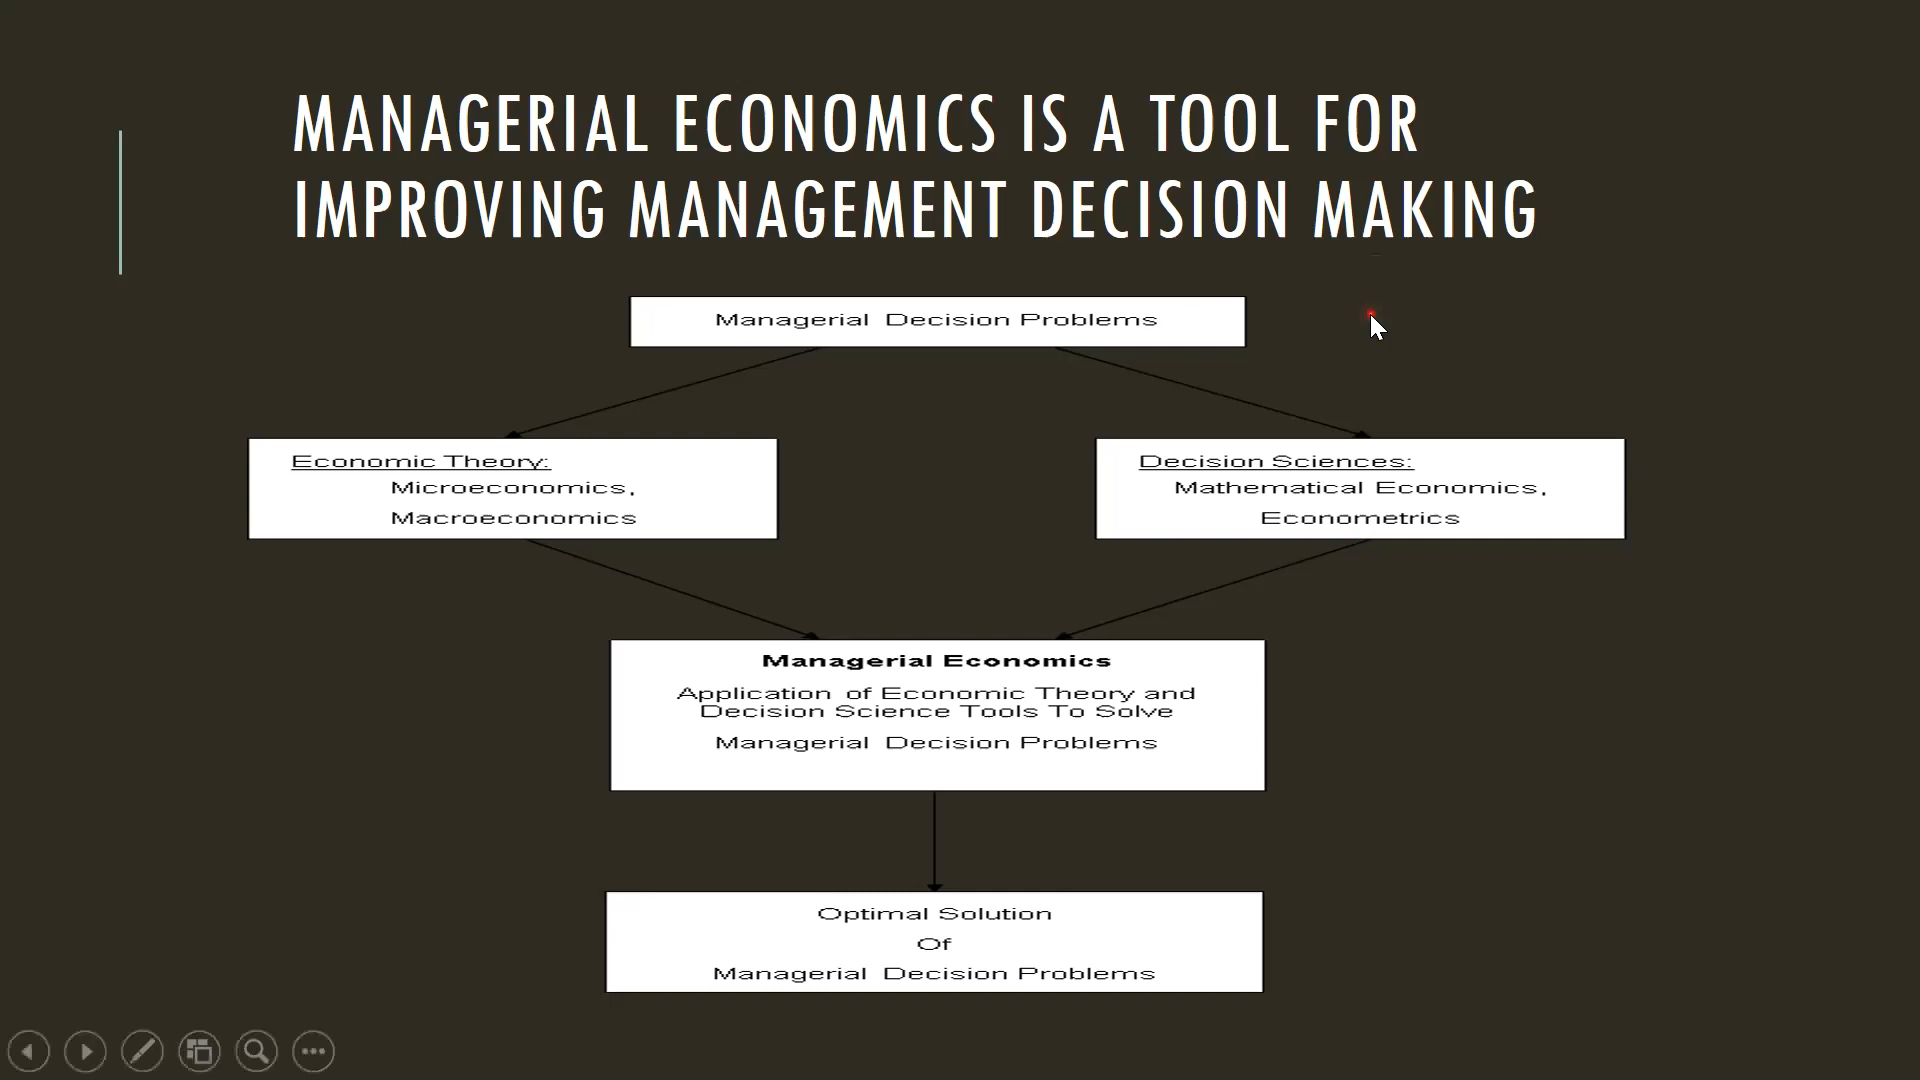 MANAGERIAL ECONOMICS IS A TOOL FOR
IMPROVING MANAGEMENT DECISION MAKING
Managerial Decision Problems
Economic Theory:
Microeconomics,
Macroeconomics
Decision Sciences:
Mathematical Economics,
Econometrics
Managerial Economics
Application of Economic Theory and
Decision Science Tools To Solve
Managerial Decision Problems
Optimal Solution
Of
Managerial Decision Problems